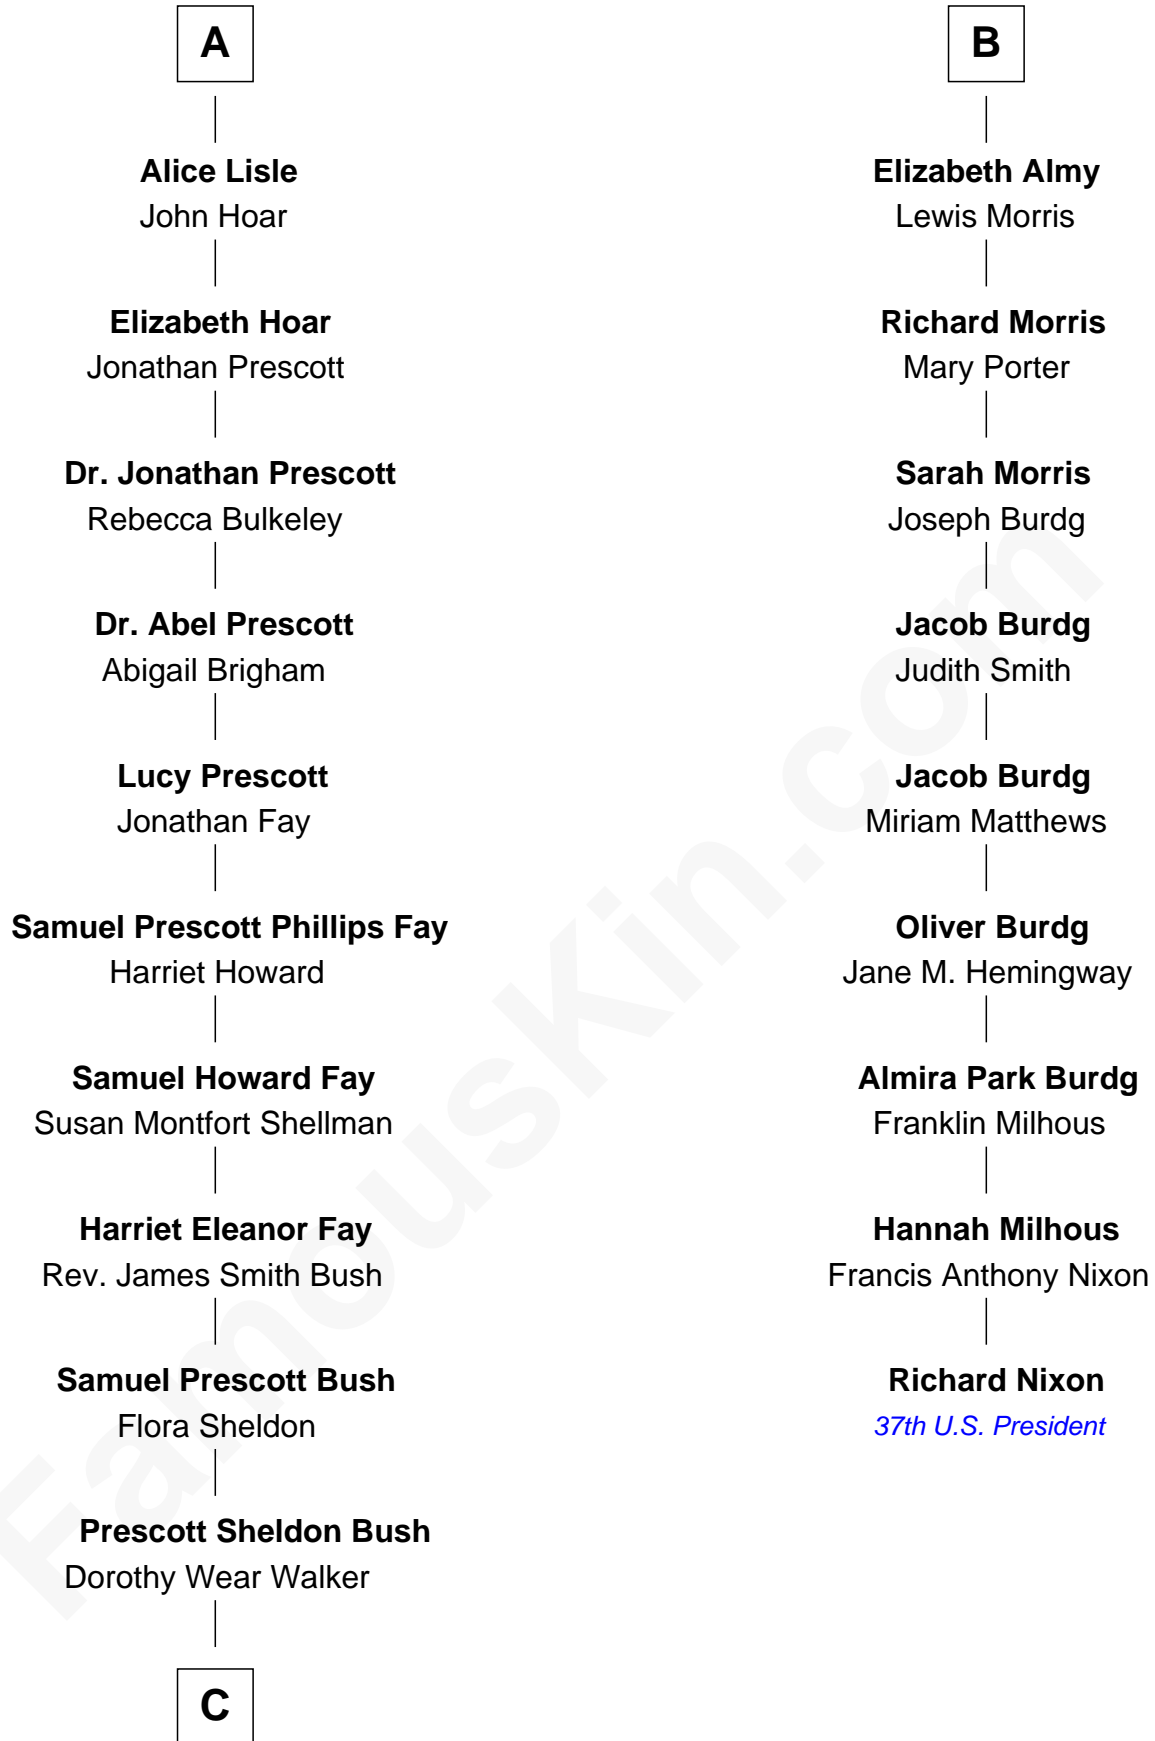 A
Alice Lisle
John Hoar
Elizabeth Hoar
Jonathan Prescott
Dr. Jonathan Prescott
Rebecca Bulkeley
Dr. Abel Prescott
Abigail Brigham
Lucy Prescott
Jonathan Fay
Samuel Prescott Phillips Fay
Harriet Howard
Samuel Howard Fay
Susan Montfort Shellman
Harriet Eleanor Fay
Rev. James Smith Bush
Samuel Prescott Bush
Flora Sheldon
Prescott Sheldon Bush
Dorothy Wear Walker
C
B
Elizabeth Almy
Lewis Morris
Richard Morris
Mary Porter
Sarah Morris
Joseph Burdg
Jacob Burdg
Judith Smith
Jacob Burdg
Miriam Matthews
Oliver Burdg
Jane M. Hemingway
Almira Park Burdg
Franklin Milhous
Hannah Milhous
Francis Anthony Nixon
Richard Nixon
37th U.S. President
FamousKin.com